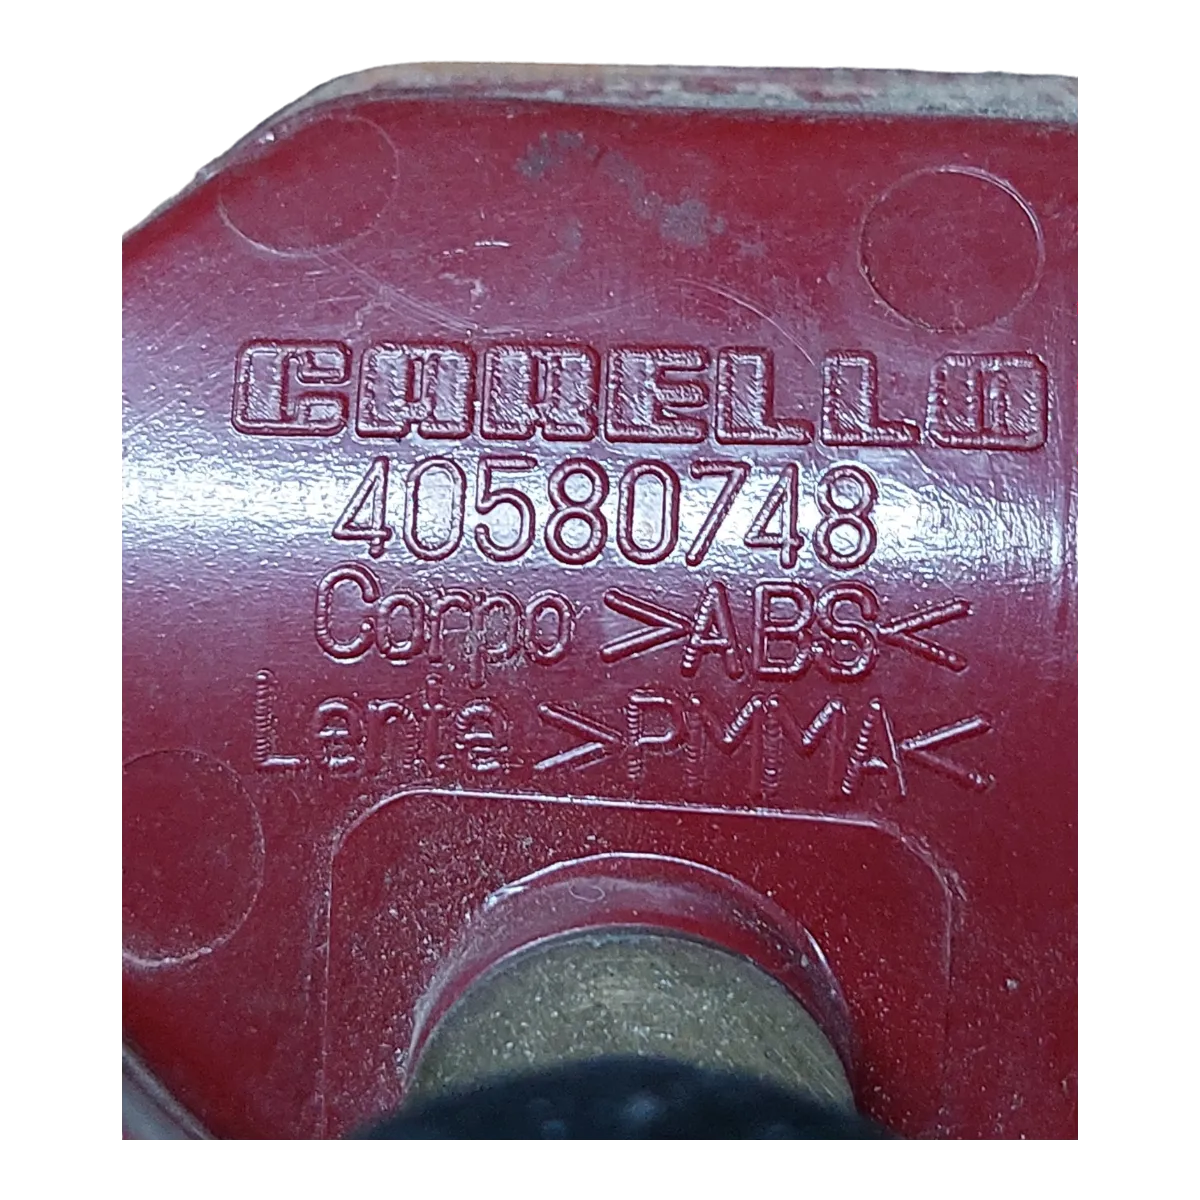 CARELLO
40580748
Corpo >ABS<
Lente >PMMA<